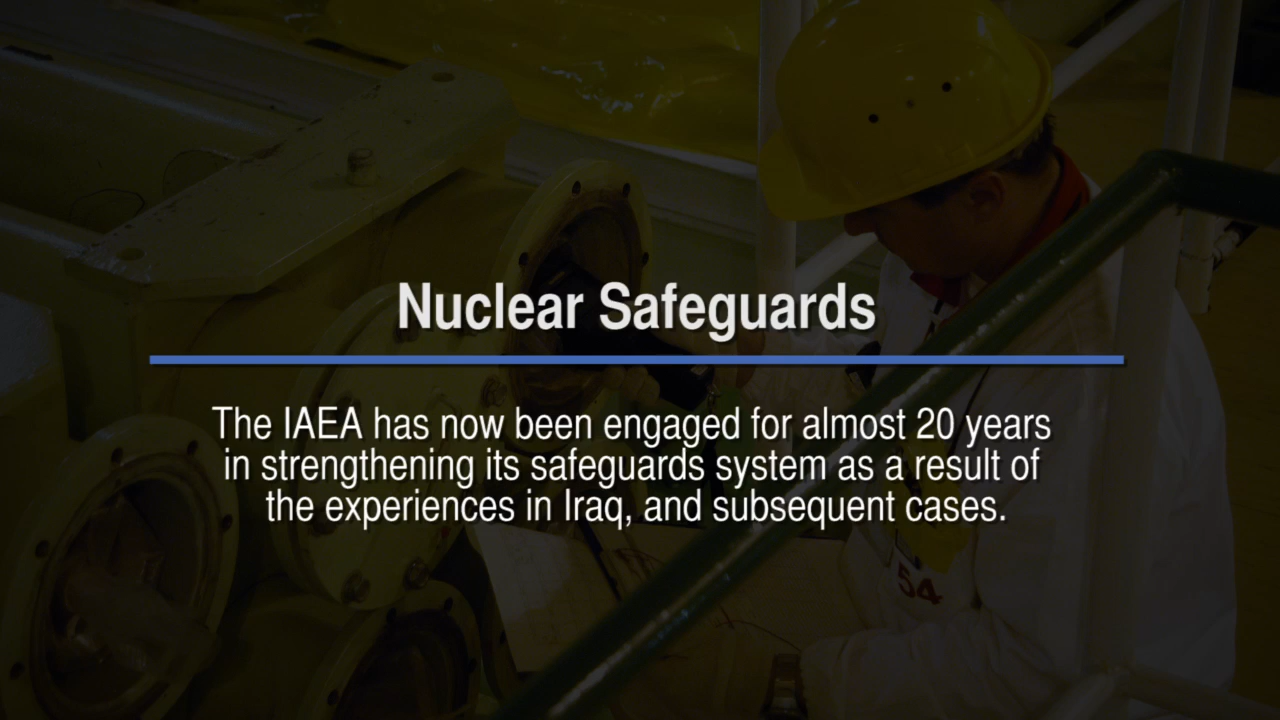 Nuclear Safeguards
The IAEA has now been engaged for almost 20 years
in strengthening its safeguards system as a result of
the experiences in Iraq, and subsequent cases.
54